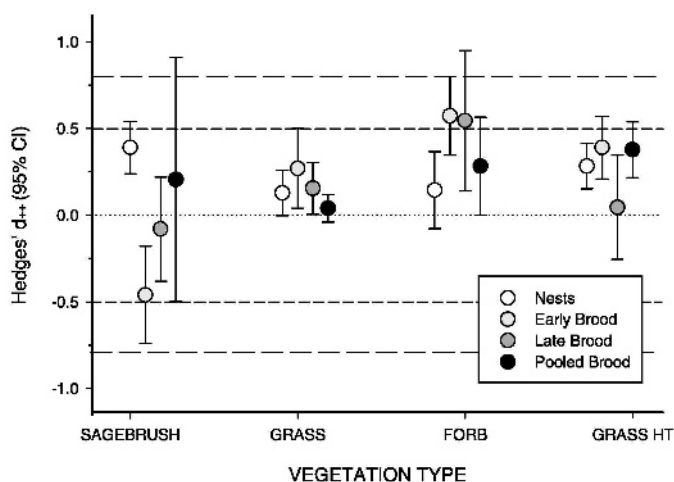 1.0
0.5
0.0
-0.5
-1.0
Hedges' d++ (95% CI)
Nests
Early Brood
Late Brood
Pooled Brood
SAGEBRUSH GRASS FORB GRASS HT
VEGETATION TYPE